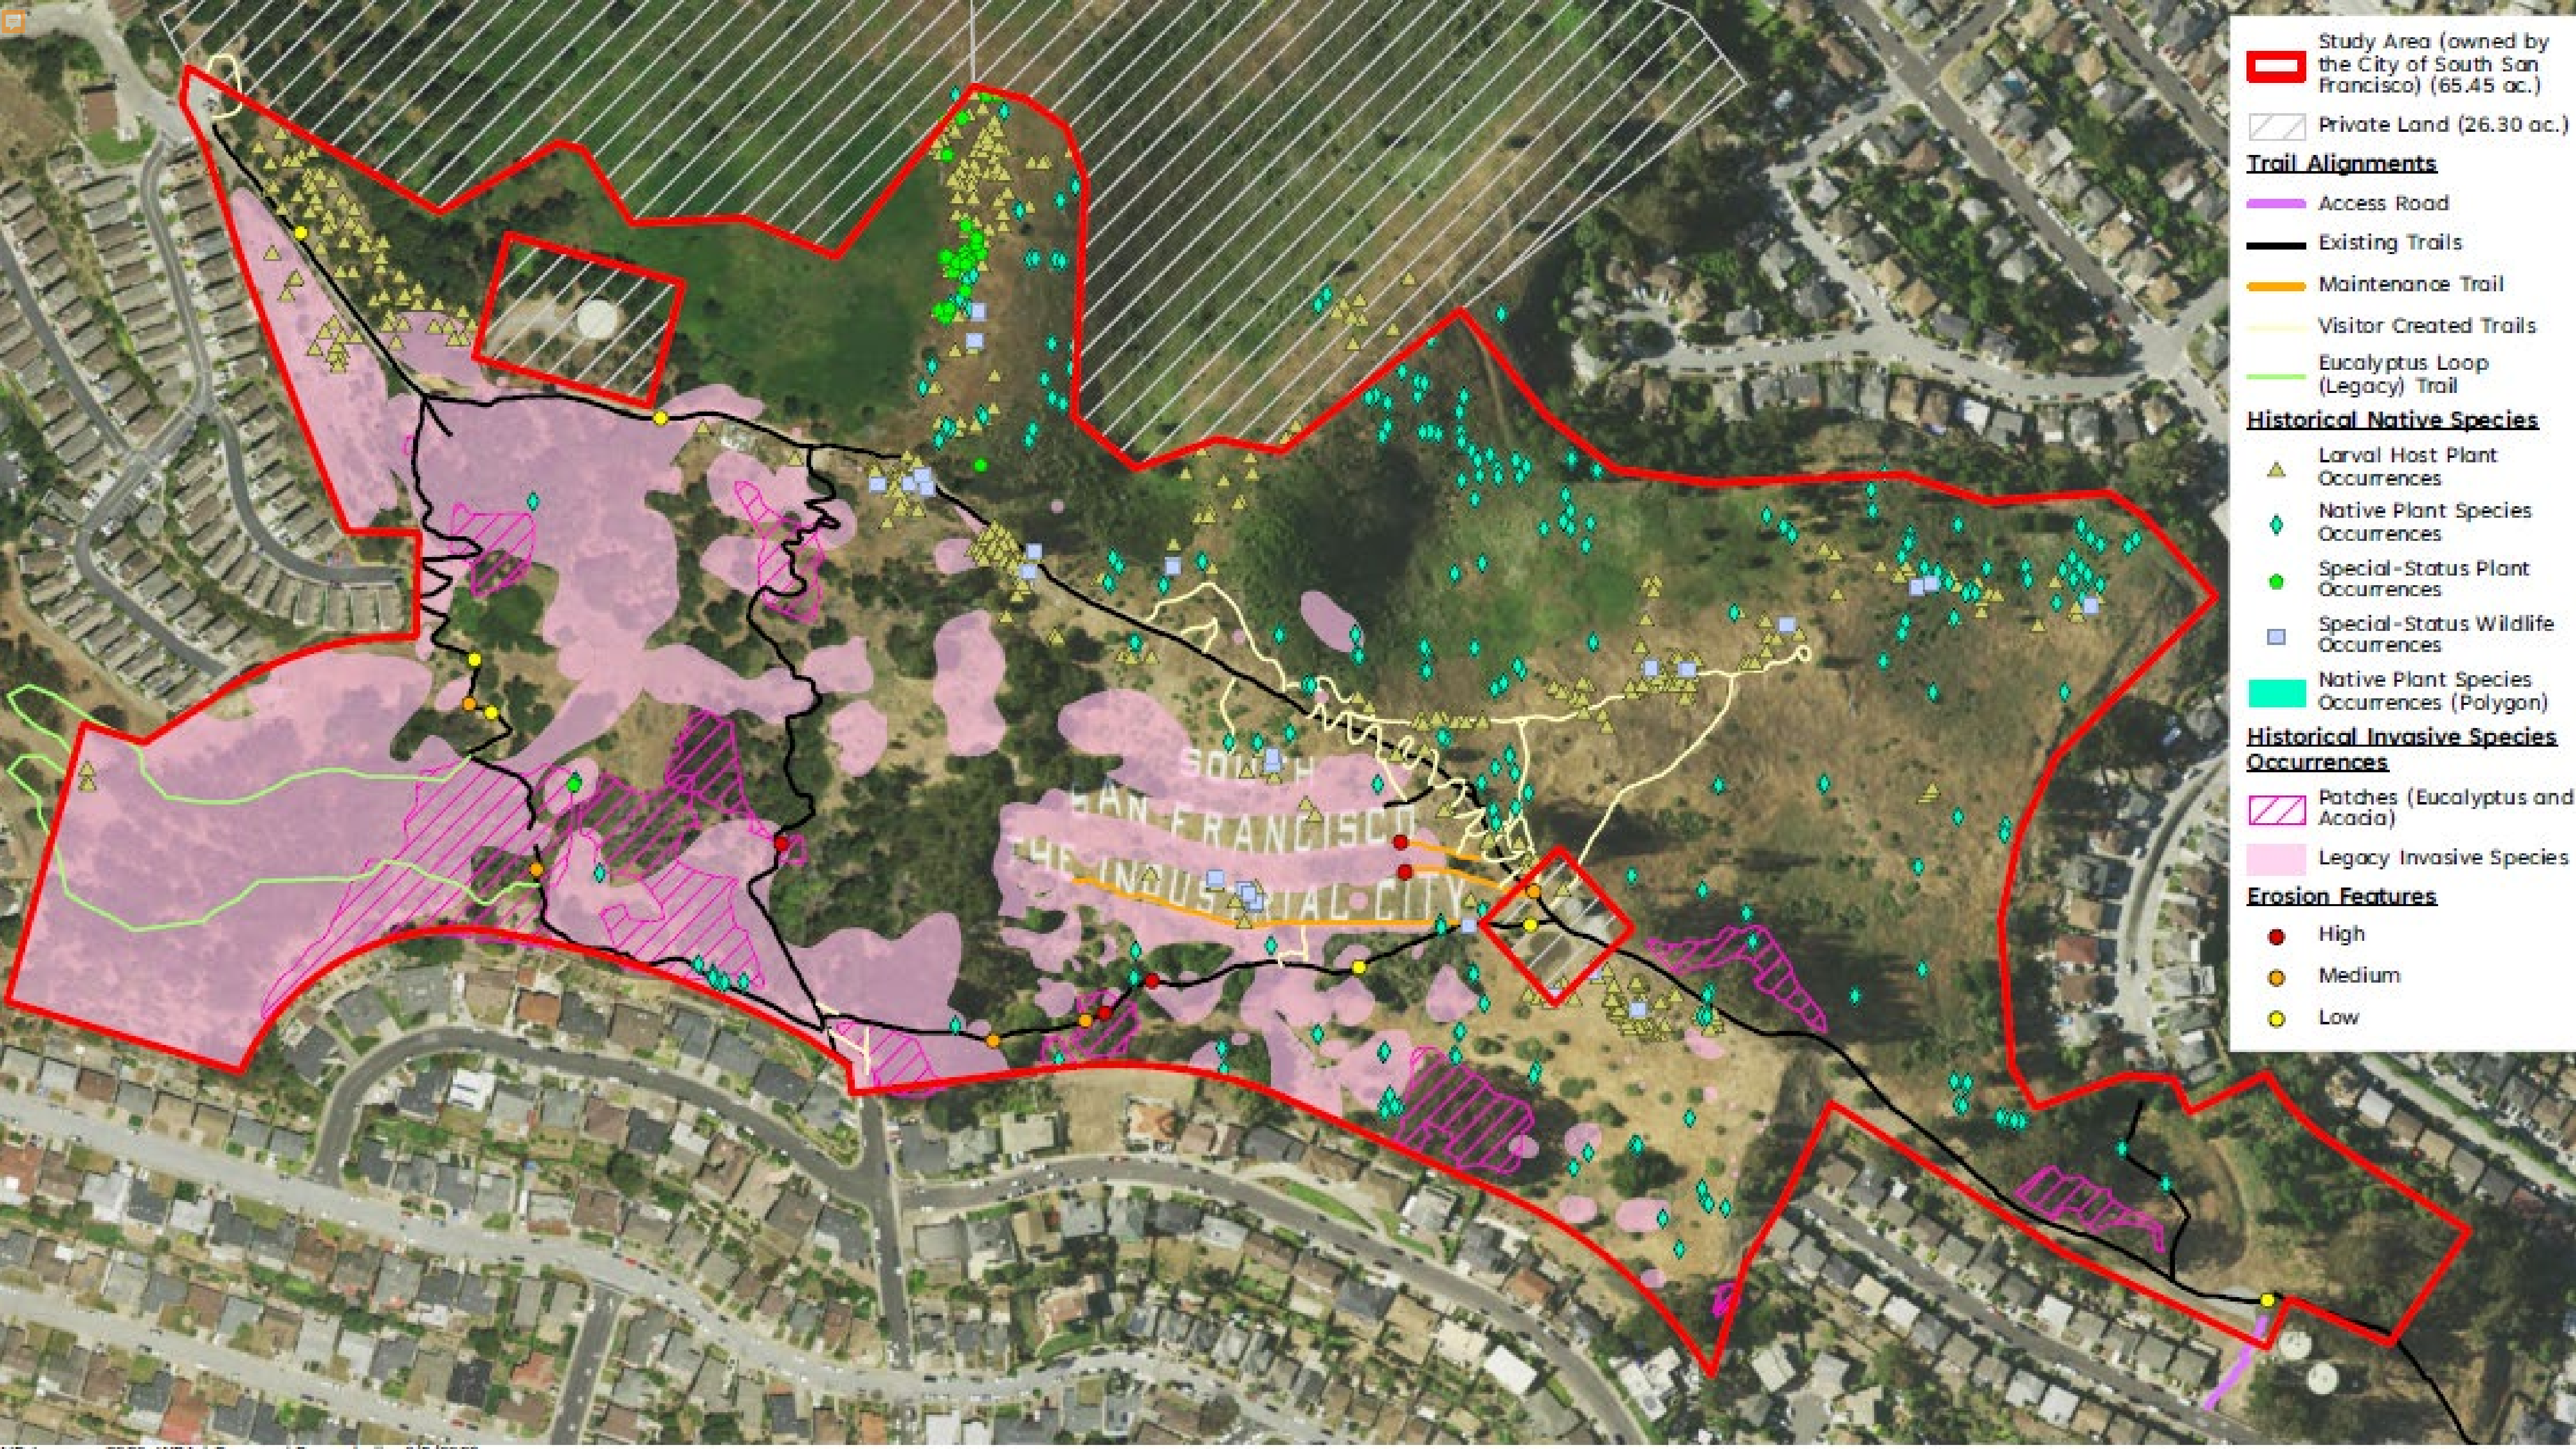 Study Area (owned by
the City of South San
Francisco) (65.45 ac.)
Private Land (26.30 ac.)
Trail Alignments
Access Road
Existing Trails
Maintenance Trail
Visitor Created Trails
Eucalyptus Loop
(Legacy) Trail
Historical Native Species
Larval Host Plant
Occurrences
Native Plant Species
Occurrences
Special-Status Plant
Occurrences
Special-Status Wildlife
Occurrences
Native Plant Species
Occurrences (Polygon)
Historical Invasive Species
Occurrences
Patches (Eucalyptus and
Acacia)
Legacy Invasive Species
Erosion Features
High
Medium
Low
SOUTH
SAN FRANCISCO
THE INDUSTRIAL CITY